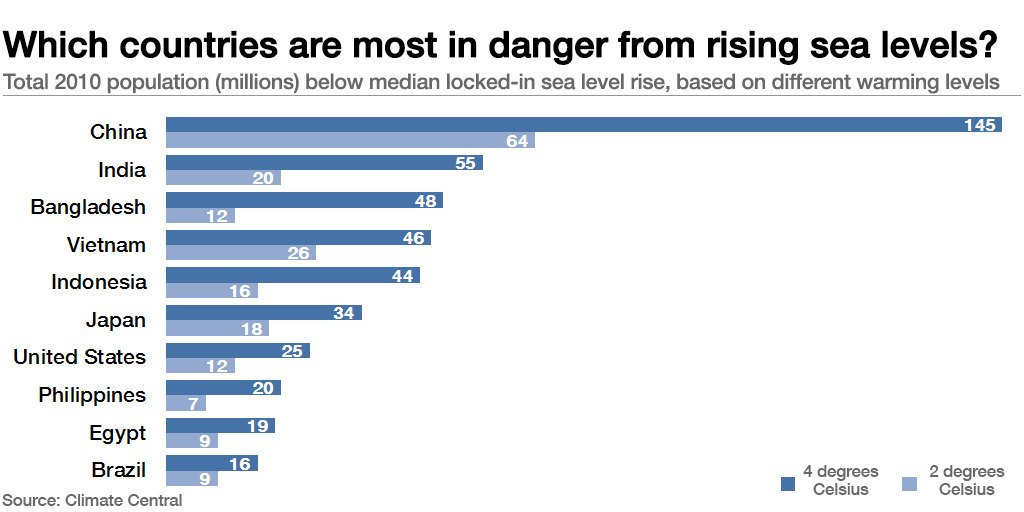 Which countries are most in danger from rising sea levels?
Total 2010 population (millions) below median locked-in sea level rise, based on different warming levels
China
145
64
India
55
20
Bangladesh
48
12
Vietnam
46
26
Indonesia
44
16
Japan
34
18
United States
25
12
Philippines
20
7
Egypt
19
9
Brazil
16
9
4 degrees
Celsius
2 degrees
Celsius
Source: Climate Central